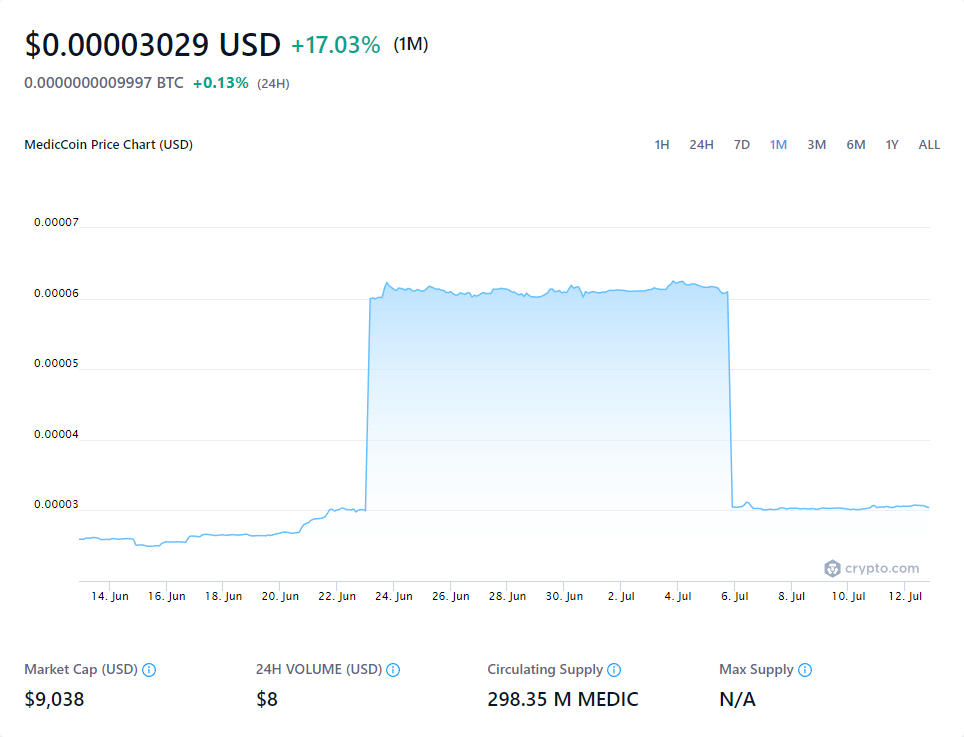 $0.00003029 USD +17.03% (1M)
0.0000000009997 BTC +0.13% (24H)
MedicCoin Price Chart (USD) 1H 24H 7D 1M 3M 6M 1Y ALL
0.00007
0.00006
0.00005
0.00004
0.00003
crypto.com
14. Jun 16. Jun 18. Jun 20. Jun 22. Jun 24. Jun 26. Jun 28. Jun 30. Jun 2. Jul 4. Jul 6. Jul 8. Jul 10. Jul 12. Jul
Market Cap (USD) 24H VOLUME (USD) Circulating Supply Max Supply
$9,038 $8 298.35 M MEDIC N/A